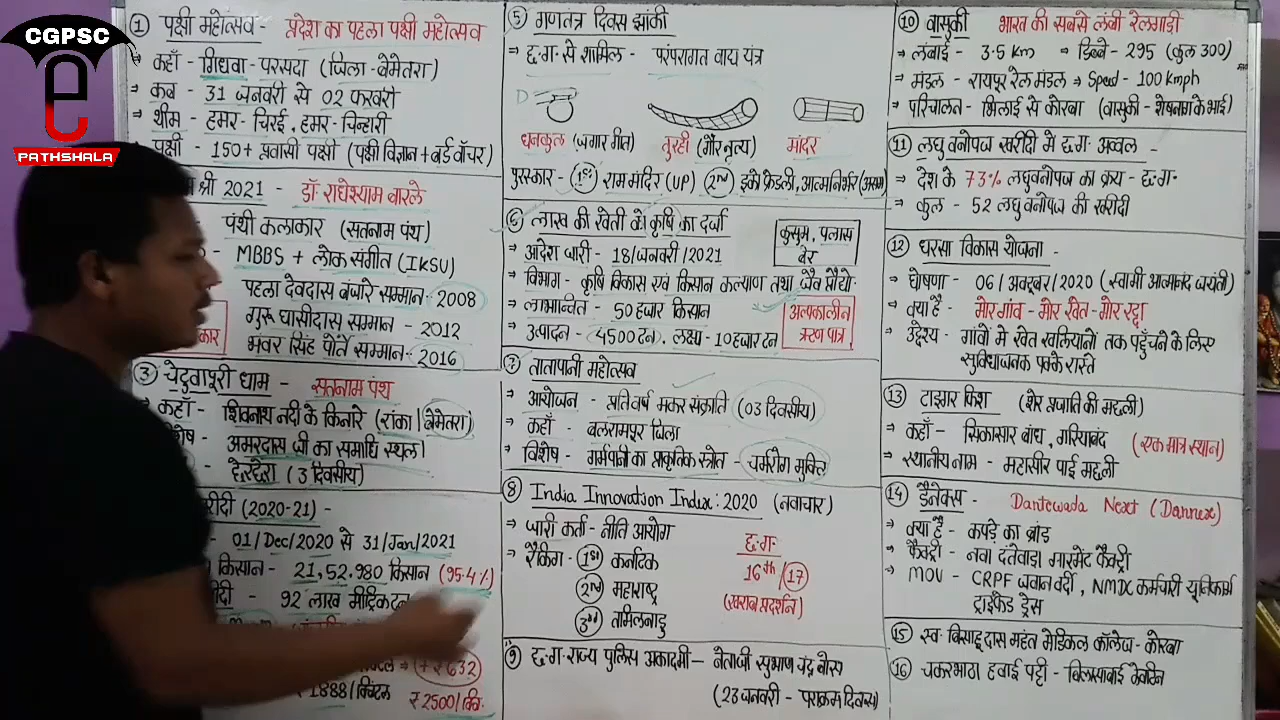 CGPSC
e
PATHSHALA
① पक्षी महोत्सव - प्रदेश का पहला पक्षी महोत्सव
→ कहाँ - गिधवा - परसदा (जिला - बेमेतरा)
→ कब - 31 जनवरी से 02 फरवरी
→ थीम - हमर - चिरई, हमर - चिन्हारी
पक्षी - 150+ प्रवासी पक्षी (पक्षी विज्ञान + बर्ड वॉचर)
श्री 2021 - डॉ राधेश्याम बारले
पंथी कलाकार (सतनाम पंथ)
MBBS + लोक संगीत (IKSU)
पहला देवदास बंजारे सम्मान - 2008
गुरु घासीदास सम्मान - 2012
भंवर सिंह पोर्ते सम्मान - 2016
कार
③ चेटुवापुरी धाम - सतनाम पंथ
कहाँ - शिवनाथ नदी के किनारे (रांका | बेमेतरा)
विशेष - अमरदास जी का समाधि स्थल।
- हेरहेरा (3 दिवसीय)
रीदी (2020-21) -
- 01/Dec/2020 से 31/Jan/2021
किसान - 21,52,980 किसान (95.4%)
दी - 92 लाख मीट्रिक टन
(+ ₹632)
₹1888/क्विंटल ₹2500/क्वि.
⑤ गणतंत्र दिवस झांकी
→ छ.ग. से शामिल - परंपरागत वाद्य यंत्र
धनकुल (जगार गीत) तुरही (गौर नृत्य) मांदर
पुरस्कार - 1st राम मंदिर (UP) 2nd इको फ्रेंडली, आत्मनिर्भर (असम)
⑥ लाख की खेती को कृषि का दर्जा
कुसुम, पलास
बेर
→ आदेश जारी - 18/जनवरी/2021
→ विभाग - कृषि विकास एवं किसान कल्याण तथा जैव प्रौद्यो.
→ लाभान्वित - 50 हजार किसान
→ उत्पादन - 4500 टन, लक्ष्य - 10 हजार टन
अल्पकालीन
ऋण पात्र
⑦ तातापानी महोत्सव
→ आयोजन - प्रतिवर्ष मकर संक्राति (03 दिवसीय)
→ कहाँ - बलरामपुर जिला
→ विशेष - गर्मपानी का प्राकृतिक स्त्रोत - चर्मरोग मुक्ति
⑧ India Innovation Index : 2020 (नवाचार)
→ जारी कर्ता - नीति आयोग
→ रैंकिंग - 1st कर्नाटक
2nd महाराष्ट्र
3rd तमिलनाडु
छ.ग.
16th/17
(खराब प्रदर्शन)
⑨ छ.ग. राज्य पुलिस अकादमी - नेताजी सुभाष चंद्र बोस
(23 जनवरी - पराक्रम दिवस)
⑩ वासुकी भारत की सबसे लंबी रेलगाड़ी
→ लंबाई - 3.5 Km → डिब्बे - 295 (कुल 300)
→ मंडल - रायपुर रेल मंडल → Speed - 100 Kmph
→ परिचालन - भिलाई से कोरबा (वासुकी - शेषनाग के भाई)
⑪ लघु वनोपज खरीदी मे छ.ग. अव्वल -
→ देश के 73% लघुवनोपज का क्रय - छ.ग.
→ कुल - 52 लघु वनोपज की खरीदी
⑫ धरसा विकास योजना -
→ घोषणा - 06/अक्टूबर/2020 (स्वामी आत्मानंद जयंती)
→ क्या है - मोर गांव - मोर खेत - मोर रद्दा
→ उद्देश्य - गांवो मे खेत खलियानो तक पहुँचने के लिए
सुविधाजनक पक्के रास्ते
⑬ टाइगर फिश (शेर प्रजाति की मछली)
→ कहाँ - सिकासार बांध, गरियाबंद (एक मात्र स्थान)
→ स्थानीय नाम - महासीर पाई मछली
⑭ डैनेक्स - Dantewada Next (Dannex)
→ क्या है - कपड़े का ब्रांड
→ फैक्ट्री - नवा दंतेवाड़ा गारमेंट फैक्ट्री
→ MOU - CRPF जवान वर्दी, NMDC कर्मचारी यूनिफार्म
ट्राईफेड ड्रेस
⑮ स्व. बिसाहू दास महंत मेडिकल कॉलेज - कोरबा
⑯ चकरभाठा हवाई पट्टी - बिलासाबाई केंवटिन